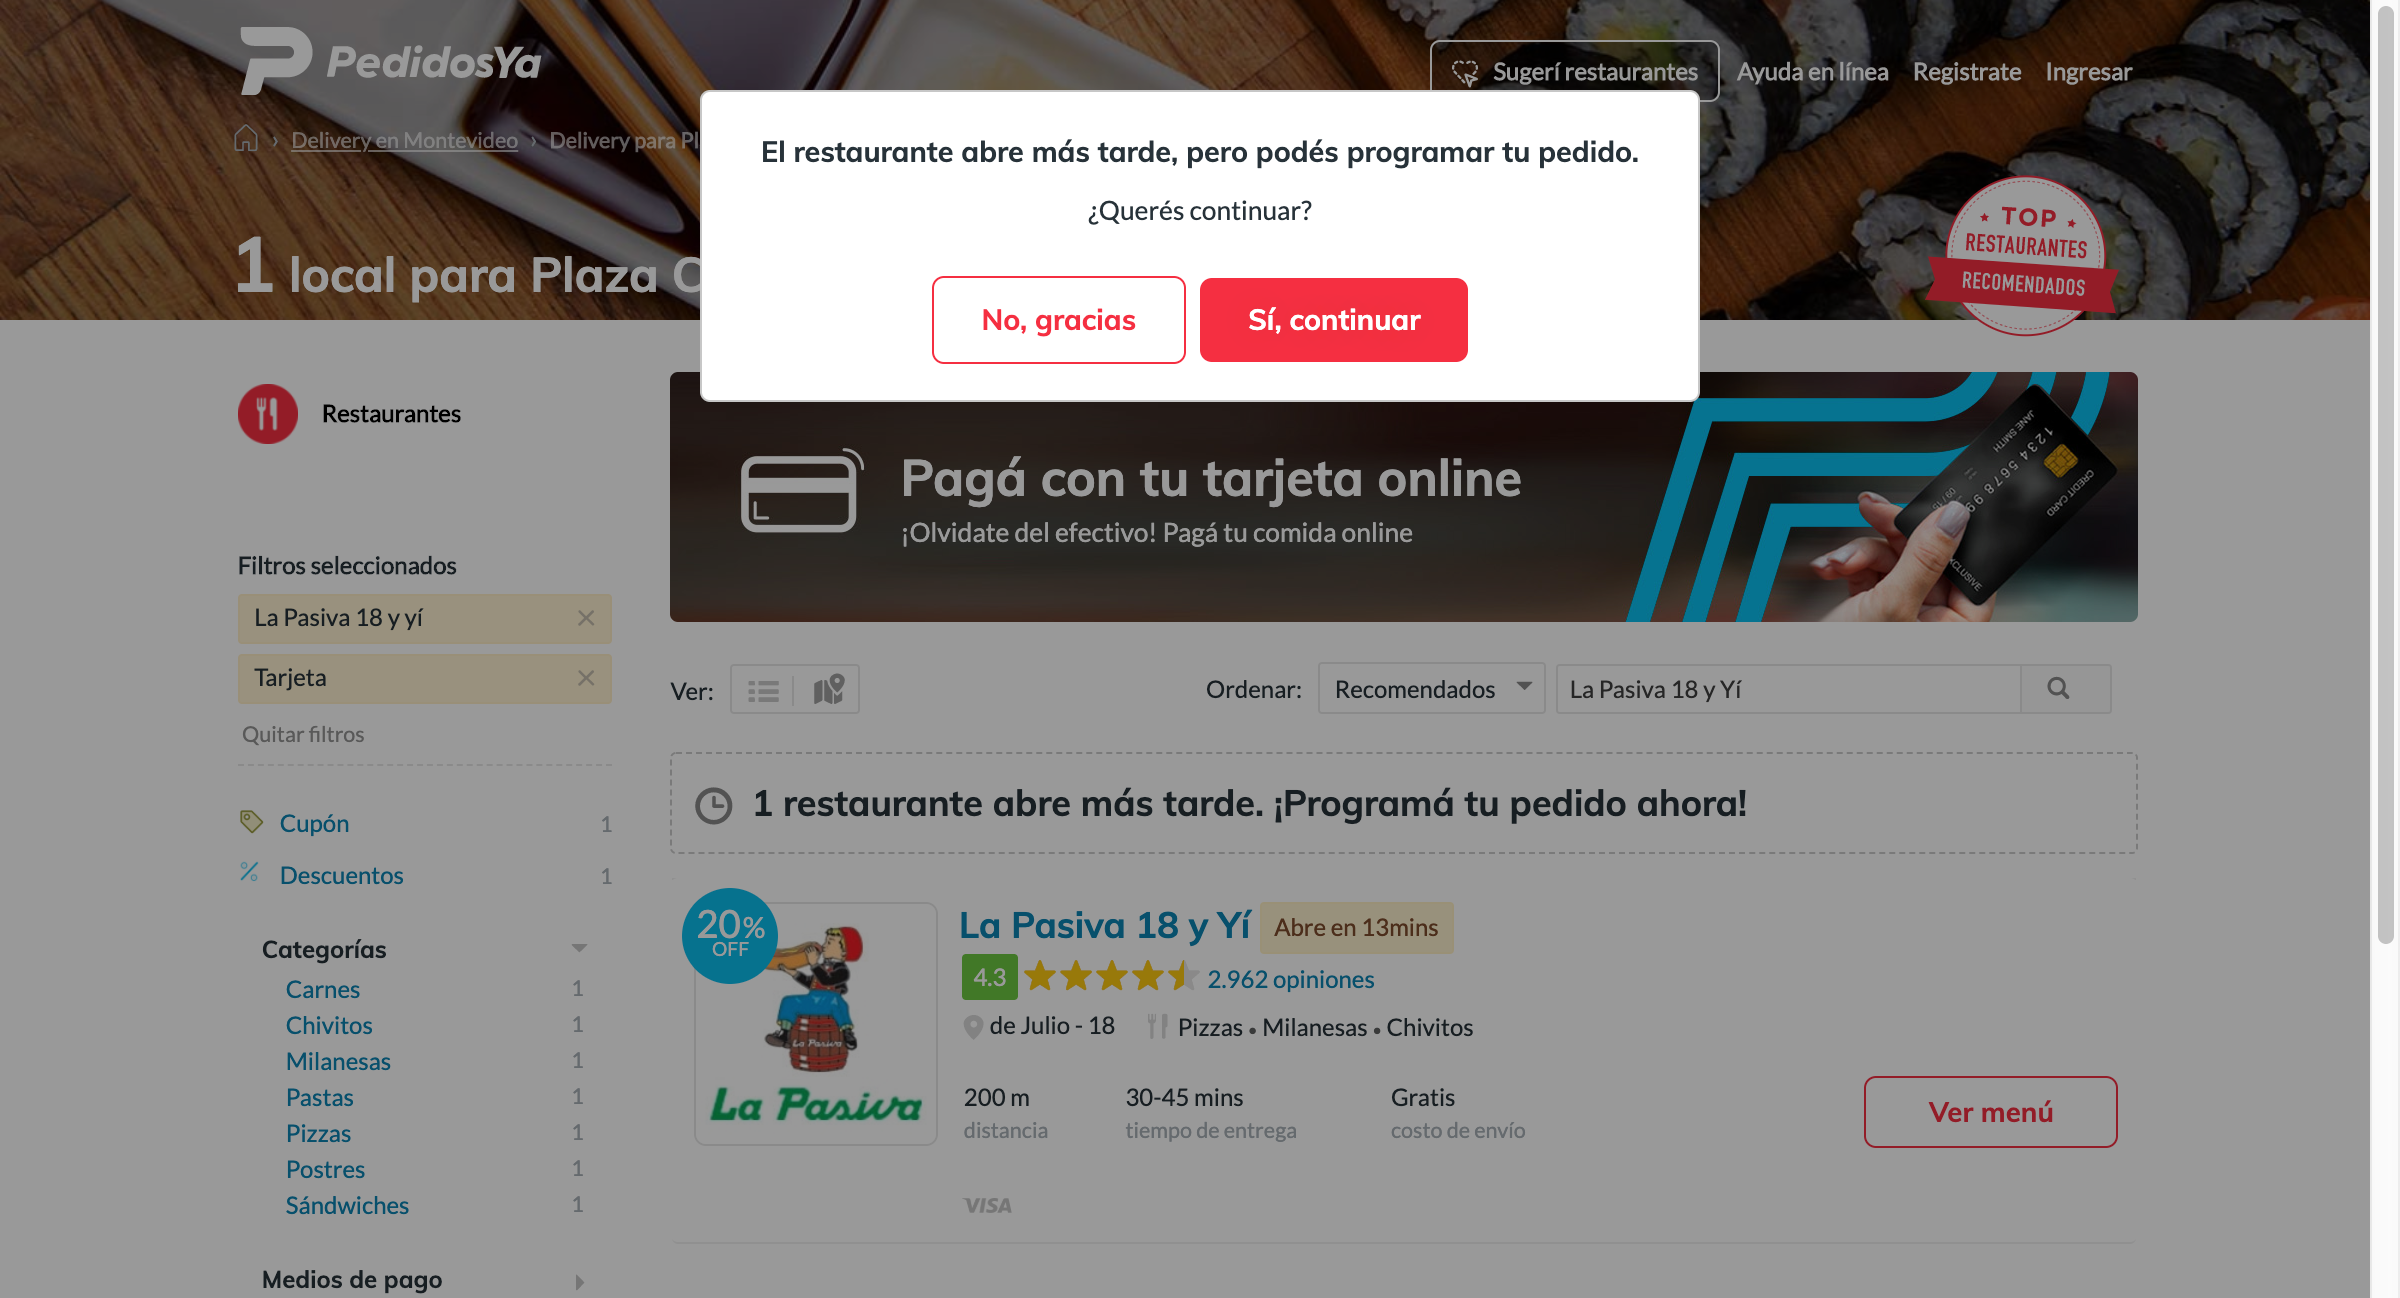 PedidosYa
Sugerí restaurantes
Ayuda en línea
Registrate
Ingresar
Delivery en Montevideo
Delivery para Pl
El restaurante abre más tarde, pero podés programar tu pedido.
¿Querés continuar?
No, gracias
Sí, continuar
1 local para Plaza C
TOP
RESTAURANTES
RECOMENDADOS
Restaurantes
Pagá con tu tarjeta online
¡Olvidate del efectivo! Pagá tu comida online
JANE SMITH
CREDIT CARD
Filtros seleccionados
La Pasiva 18 y yí
Tarjeta
Quitar filtros
Ver:
Ordenar:
Recomendados
La Pasiva 18 y Yí
1 restaurante abre más tarde. ¡Programá tu pedido ahora!
Cupón 1
Descuentos 1
Categorías
Carnes 1
Chivitos 1
Milanesas 1
Pastas 1
Pizzas 1
Postres 1
Sándwiches 1
Medios de pago
20%
OFF
La Pasiva
La Pasiva
La Pasiva 18 y Yí
Abre en 13mins
4.3
2.962 opiniones
de Julio - 18
Pizzas • Milanesas • Chivitos
200 m
distancia
30-45 mins
tiempo de entrega
Gratis
costo de envío
Ver menú
VISA